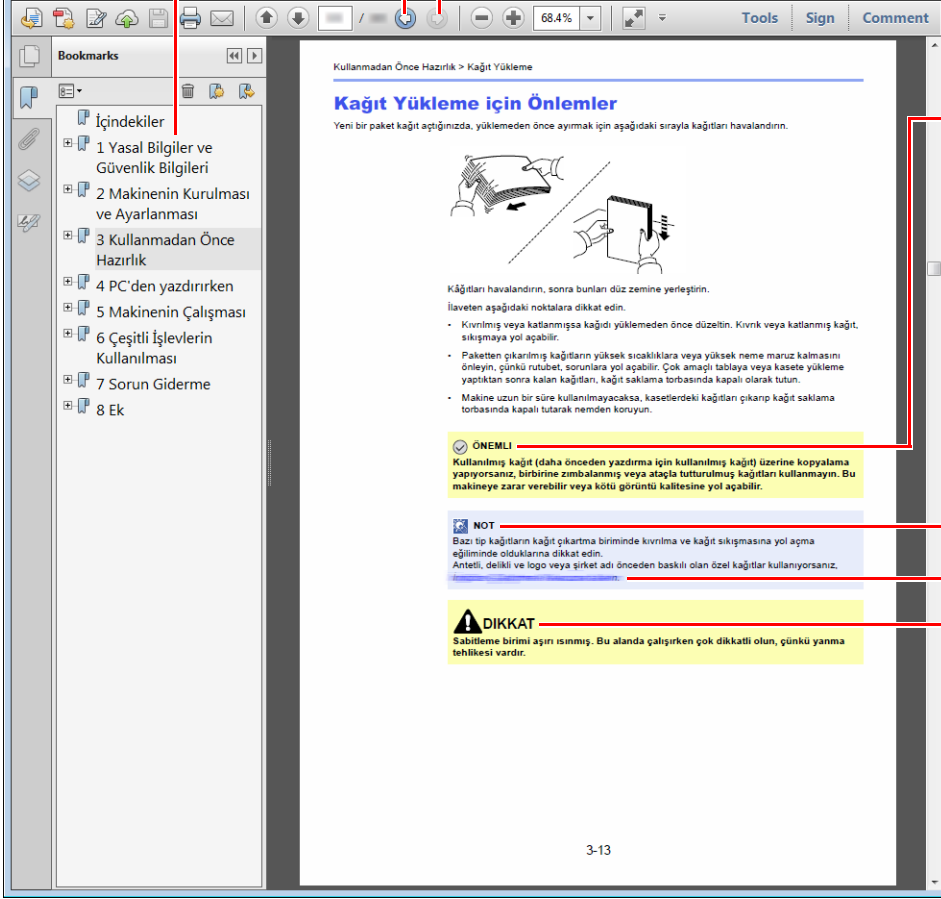 /
68.4%
Tools
Sign
Comment
Bookmarks
İçindekiler
1 Yasal Bilgiler ve
Güvenlik Bilgileri
2 Makinenin Kurulması
ve Ayarlanması
3 Kullanmadan Önce
Hazırlık
4 PC'den yazdırırken
5 Makinenin Çalışması
6 Çeşitli İşlevlerin
Kullanılması
7 Sorun Giderme
8 Ek
Kullanmadan Önce Hazırlık > Kağıt Yükleme
Kağıt Yükleme için Önlemler
Yeni bir paket kağıt açtığınızda, yüklemeden önce ayırmak için aşağıdaki sırayla kağıtları havalandırın.
Kâğıtları havalandırın, sonra bunları düz zemine yerleştirin.
İlaveten aşağıdaki noktalara dikkat edin.
• Kıvrılmış veya katlanmışsa kağıdı yüklemeden önce düzeltin. Kıvrık veya katlanmış kağıt,
sıkışmaya yol açabilir.
• Paketten çıkarılmış kağıtların yüksek sıcaklıklara veya yüksek neme maruz kalmasını
önleyin, çünkü rutubet, sorunlara yol açabilir. Çok amaçlı tablaya veya kasete yükleme
yaptıktan sonra kalan kağıtları, kağıt saklama torbasında kapalı olarak tutun.
• Makine uzun bir süre kullanılmayacaksa, kasetlerdeki kağıtları çıkarıp kağıt saklama
torbasında kapalı tutarak nemden koruyun.
ÖNEMLI
Kullanılmış kağıt (daha önceden yazdırma için kullanılmış kağıt) üzerine kopyalama
yapıyorsanız, birbirine zımbalanmış veya ataçla tutturulmuş kağıtları kullanmayın. Bu
makineye zarar verebilir veya kötü görüntü kalitesine yol açabilir.
NOT
Bazı tip kağıtların kağıt çıkartma biriminde kıvrılma ve kağıt sıkışmasına yol açma
eğiliminde olduklarına dikkat edin.
Antetli, delikli ve logo veya şirket adı önceden baskılı olan özel kağıtlar kullanıyorsanız,
DIKKAT
Sabitleme birimi aşırı ısınmış. Bu alanda çalışırken çok dikkatli olun, çünkü yanma
tehlikesi vardır.
3-13